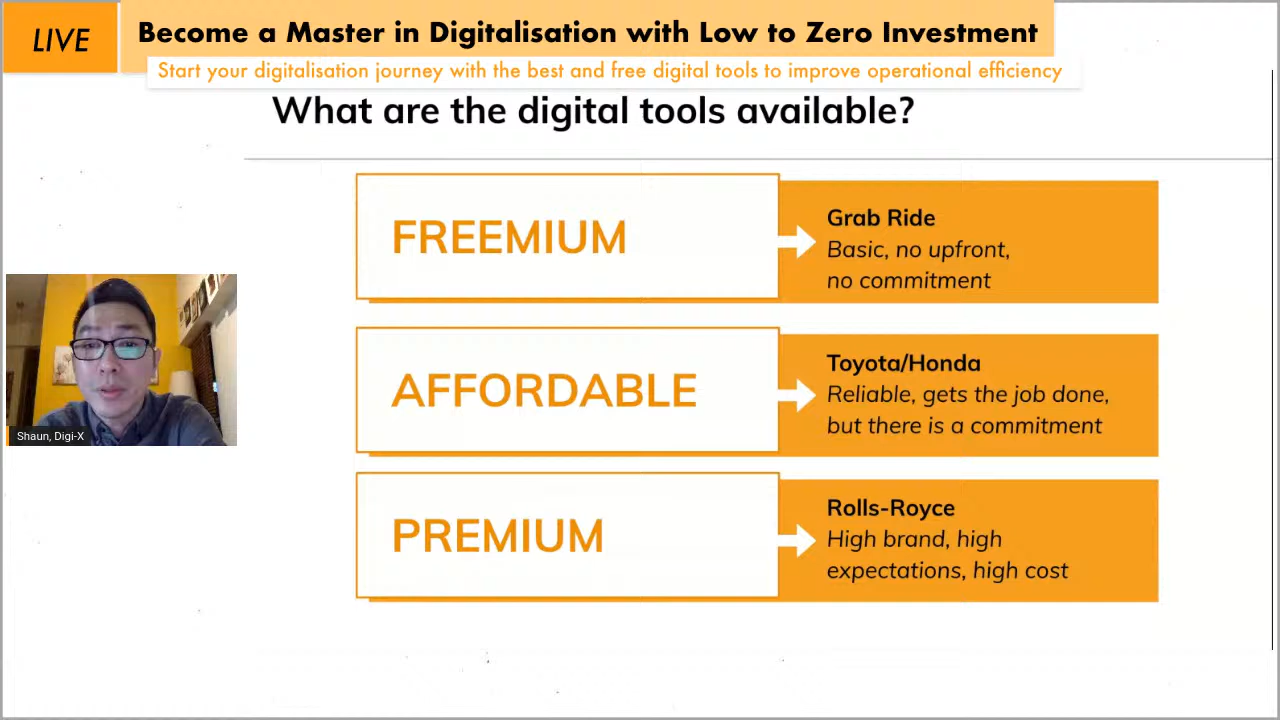 LIVE
Become a Master in Digitalisation with Low to Zero Investment
Start your digitalisation journey with the best and free digital tools to improve operational efficiency
What are the digital tools available?
FREEMIUM
Grab Ride
Basic, no upfront,
no commitment
AFFORDABLE
Toyota/Honda
Reliable, gets the job done,
but there is a commitment
PREMIUM
Rolls-Royce
High brand, high
expectations, high cost
Shaun, Digi-X